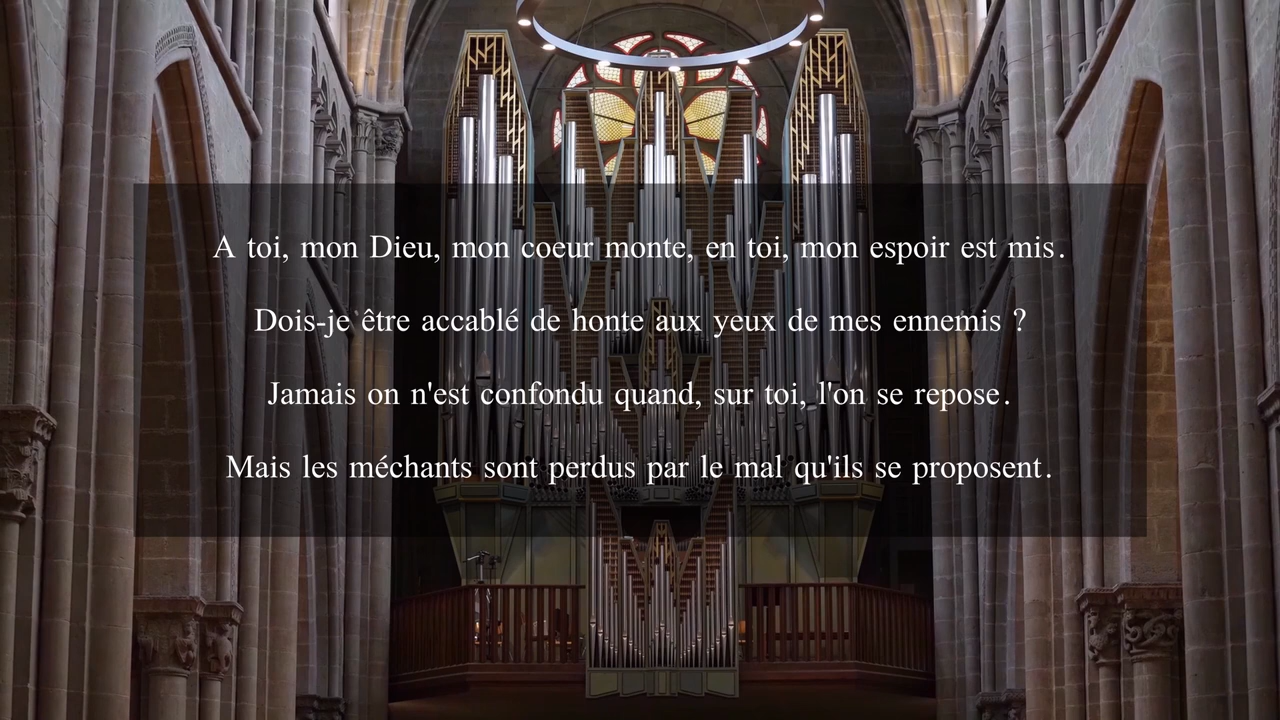 A toi, mon Dieu, mon coeur monte, en toi, mon espoir est mis.
Dois-je être accablé de honte aux yeux de mes ennemis ?
Jamais on n'est confondu quand, sur toi, l'on se repose.
Mais les méchants sont perdus par le mal qu'ils se proposent.